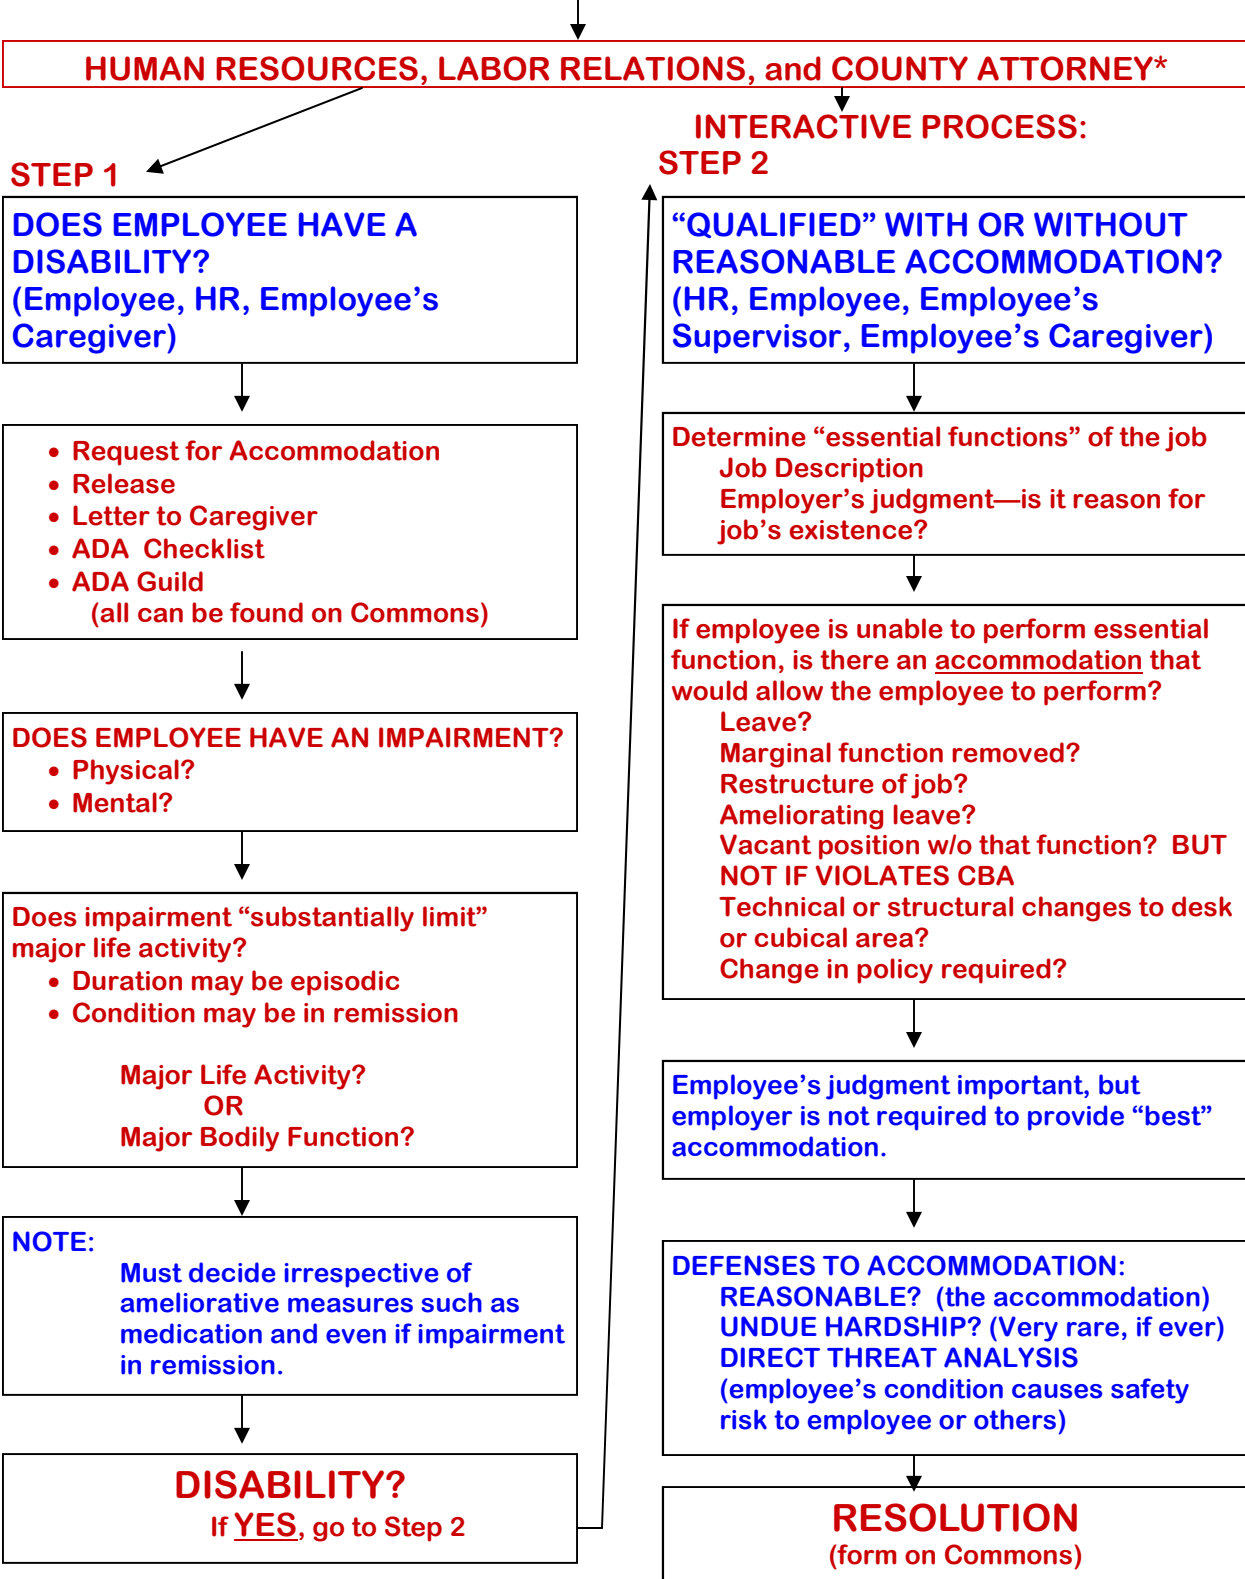 HUMAN RESOURCES, LABOR RELATIONS, and COUNTY ATTORNEY*
STEP 1
DOES EMPLOYEE HAVE A
DISABILITY?
(Employee, HR, Employee’s
Caregiver)
• Request for Accommodation
• Release
• Letter to Caregiver
• ADA Checklist
• ADA Guild
(all can be found on Commons)
DOES EMPLOYEE HAVE AN IMPAIRMENT?
• Physical?
• Mental?
Does impairment “substantially limit”
major life activity?
• Duration may be episodic
• Condition may be in remission
Major Life Activity?
OR
Major Bodily Function?
NOTE:
Must decide irrespective of
ameliorative measures such as
medication and even if impairment
in remission.
DISABILITY?
If YES, go to Step 2
INTERACTIVE PROCESS:
STEP 2
“QUALIFIED” WITH OR WITHOUT
REASONABLE ACCOMMODATION?
(HR, Employee, Employee’s
Supervisor, Employee’s Caregiver)
Determine “essential functions” of the job
Job Description
Employer’s judgment—is it reason for
job’s existence?
If employee is unable to perform essential
function, is there an accommodation that
would allow the employee to perform?
Leave?
Marginal function removed?
Restructure of job?
Ameliorating leave?
Vacant position w/o that function? BUT
NOT IF VIOLATES CBA
Technical or structural changes to desk
or cubical area?
Change in policy required?
Employee’s judgment important, but
employer is not required to provide “best”
accommodation.
DEFENSES TO ACCOMMODATION:
REASONABLE? (the accommodation)
UNDUE HARDSHIP? (Very rare, if ever)
DIRECT THREAT ANALYSIS
(employee’s condition causes safety
risk to employee or others)
RESOLUTION
(form on Commons)